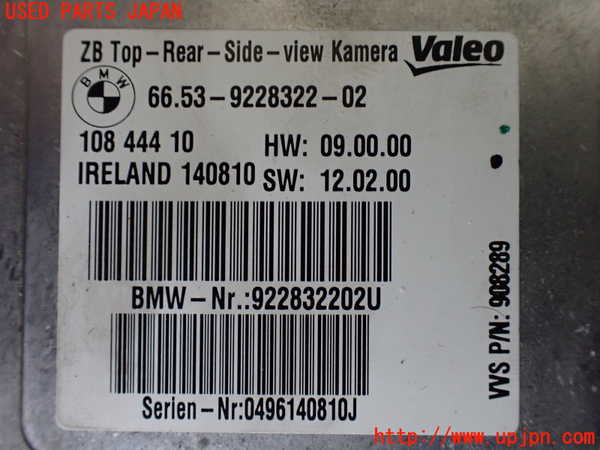 USED PARTS JAPAN
ZB Top-Rear-Side-view Kamera Valeo
BMW
66.53-9228322-02
108 444 10 HW: 09.00.00
IRELAND 140810 SW: 12.02.00
BMW-Nr.:922832202U
Serien-Nr:0496140810J
VVS P/N: 908289
http://www.upjpn.com